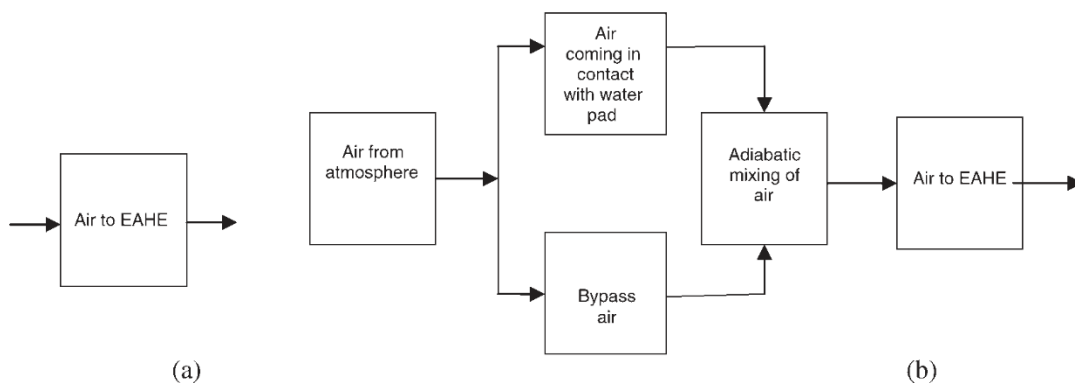 Air to EAHE
(a)
Air from
atmosphere
Air
coming in
contact
with water
pad
Bypass
air
Adiabatic
mixing of
air
Air to EAHE
(b)